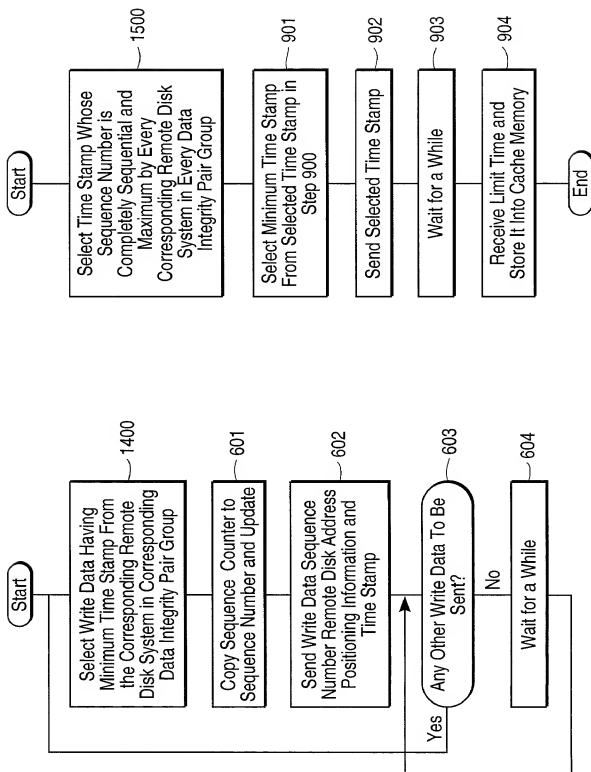 Start
Select Write Data Having
Minimum Time Stamp From
the Corresponding Remote
Disk System in Corresponding
Data Integrity Pair Group
1400
Copy Sequence Counter to
Sequence Number and Update
601
Send Write Data Sequence
Number Remote Disk Address
Positioning Information and
Time Stamp
602
Any Other Write Data To Be
Sent?
603
Yes
No
Wait for a While
604
Start
Select Time Stamp Whose
Sequence Number is
Completely Sequential and
Maximum by Every
Corresponding Remote Disk
System in Every Data
Integrity Pair Group
1500
Select Minimum Time Stamp
From Selected Time Stamp in
Step 900
901
Send Selected Time Stamp
902
Wait for a While
903
Receive Limit Time and
Store It Into Cache Memory
904
End